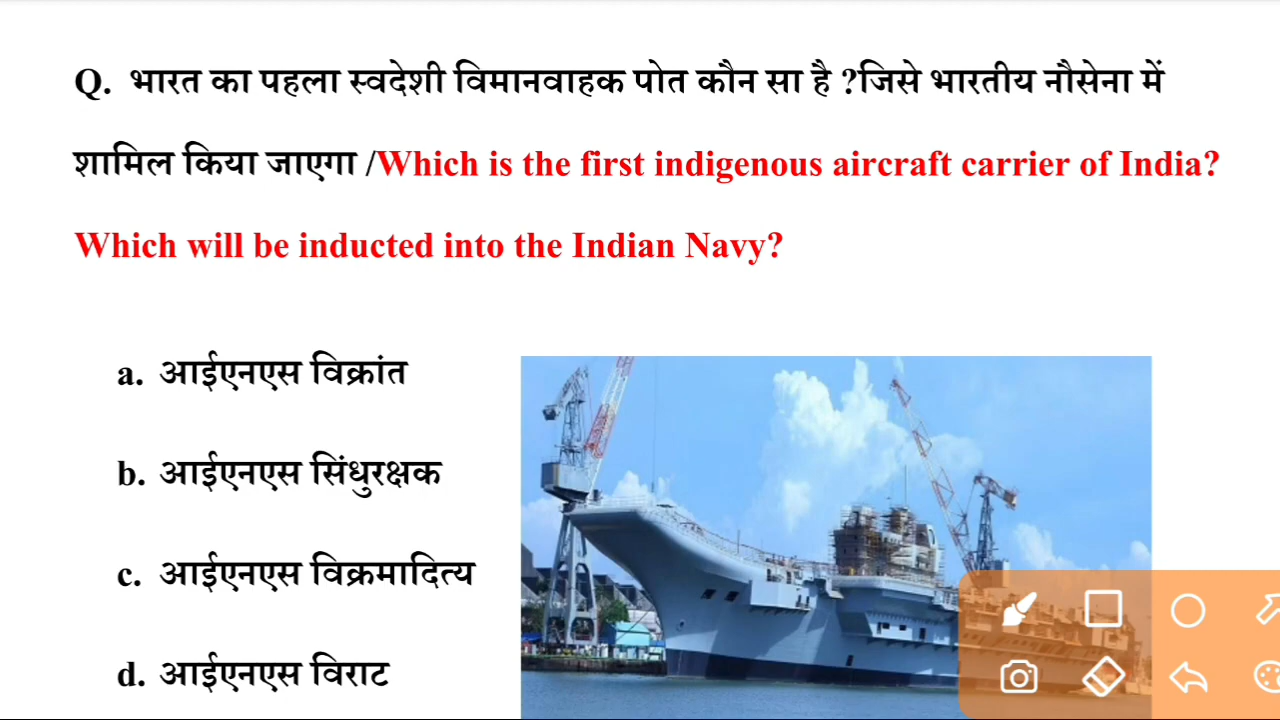 Q. भारत का पहला स्वदेशी विमानवाहक पोत कौन सा है ?जिसे भारतीय नौसेना में
शामिल किया जाएगा /Which is the first indigenous aircraft carrier of India?
Which will be inducted into the Indian Navy?
a. आईएनएस विक्रांत
b. आईएनएस सिंधुरक्षक
c. आईएनएस विक्रमादित्य
d. आईएनएस विराट